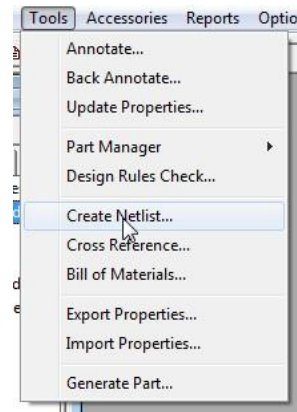 Tools Accessories Reports Optio
Annotate...
Back Annotate...
Update Properties...
Part Manager
Design Rules Check...
Create Netlist...
Cross Reference...
Bill of Materials...
Export Properties...
Import Properties...
Generate Part...